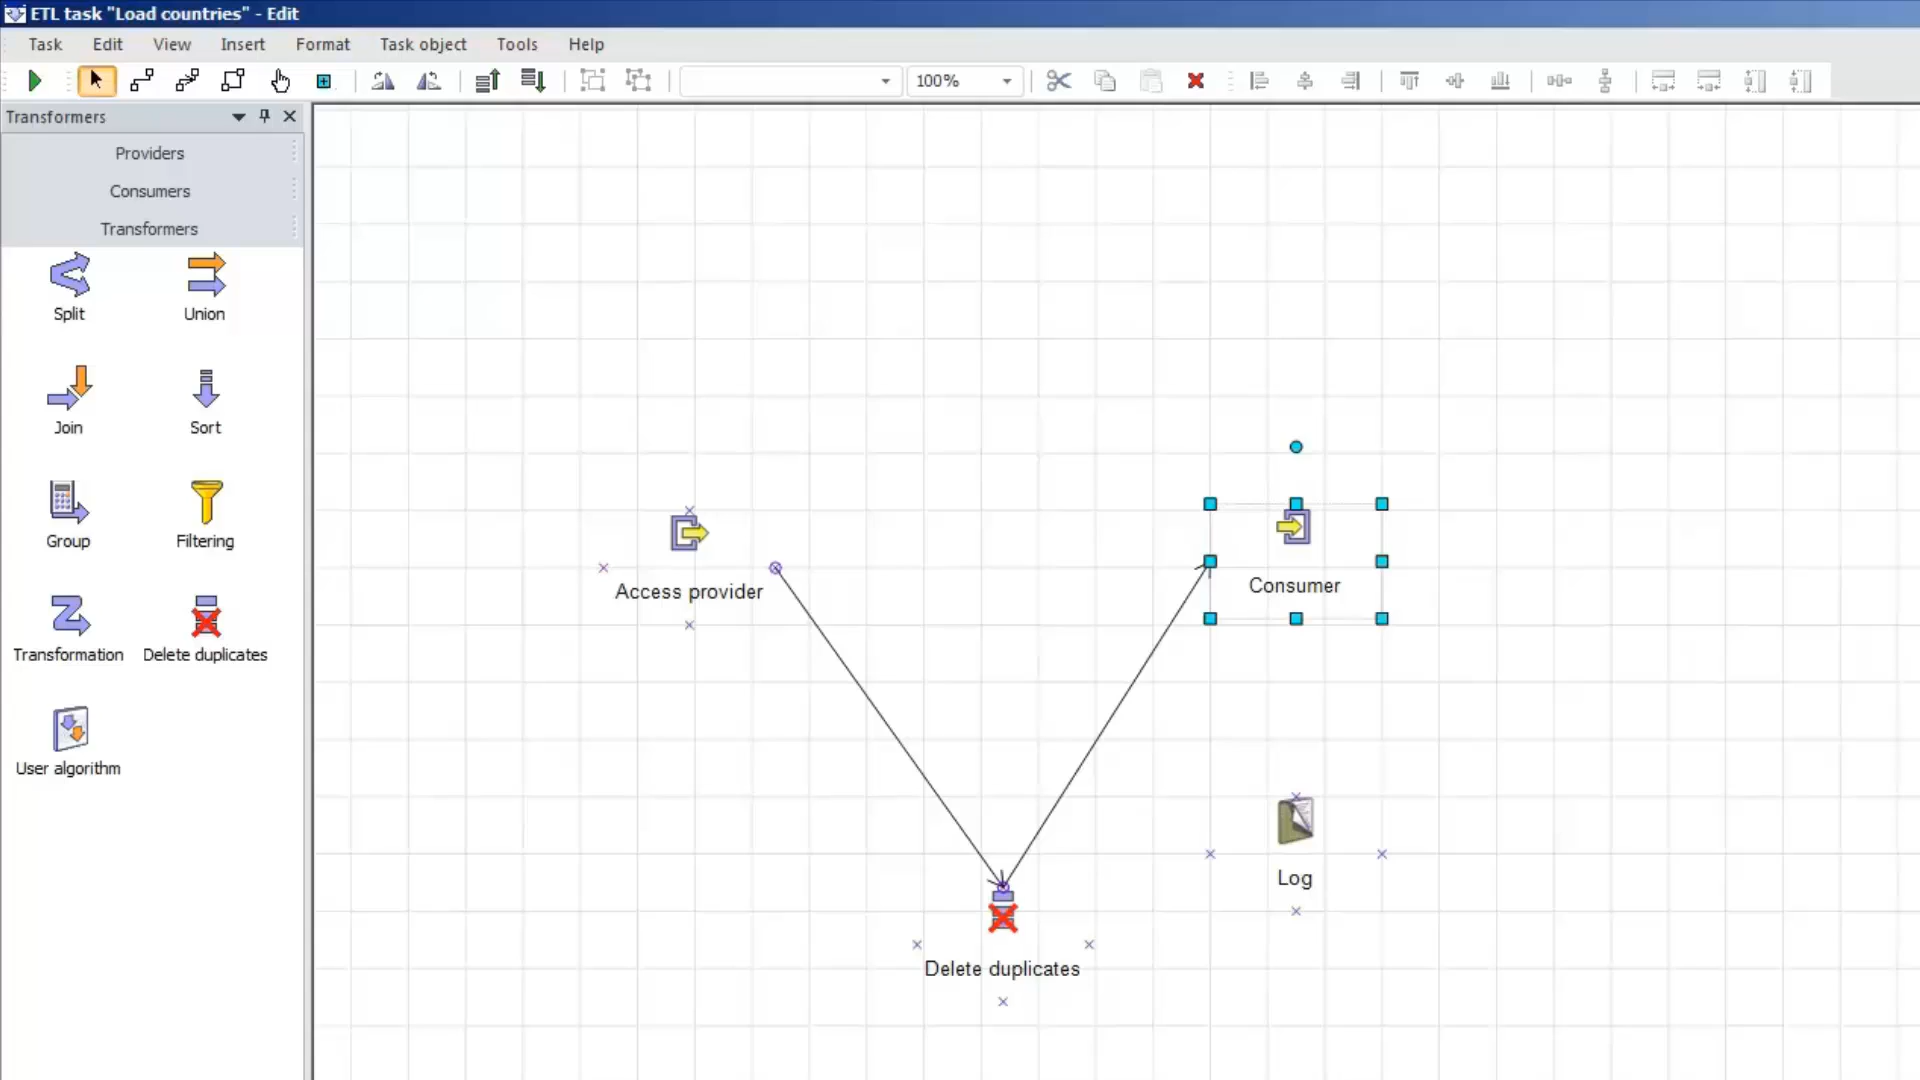 ETL task "Load countries" - Edit
Task Edit View Insert Format Task object Tools Help
100%
Transformers
Providers
Consumers
Transformers
Split Union
Join Sort
Group Filtering
Transformation Delete duplicates
User algorithm
Access provider
Consumer
Log
Delete duplicates